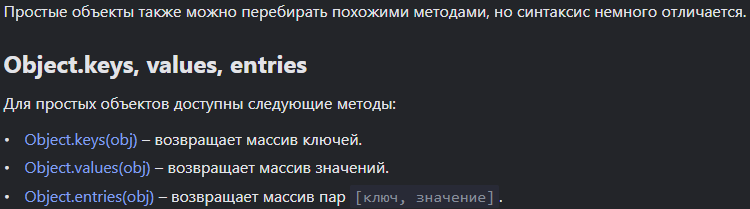 Простые объекты также можно перебирать похожими методами, но синтаксис немного отличается.
Object.keys, values, entries
Для простых объектов доступны следующие методы:
• Object.keys(obj) – возвращает массив ключей.
• Object.values(obj) – возвращает массив значений.
• Object.entries(obj) – возвращает массив пар [ключ, значение].